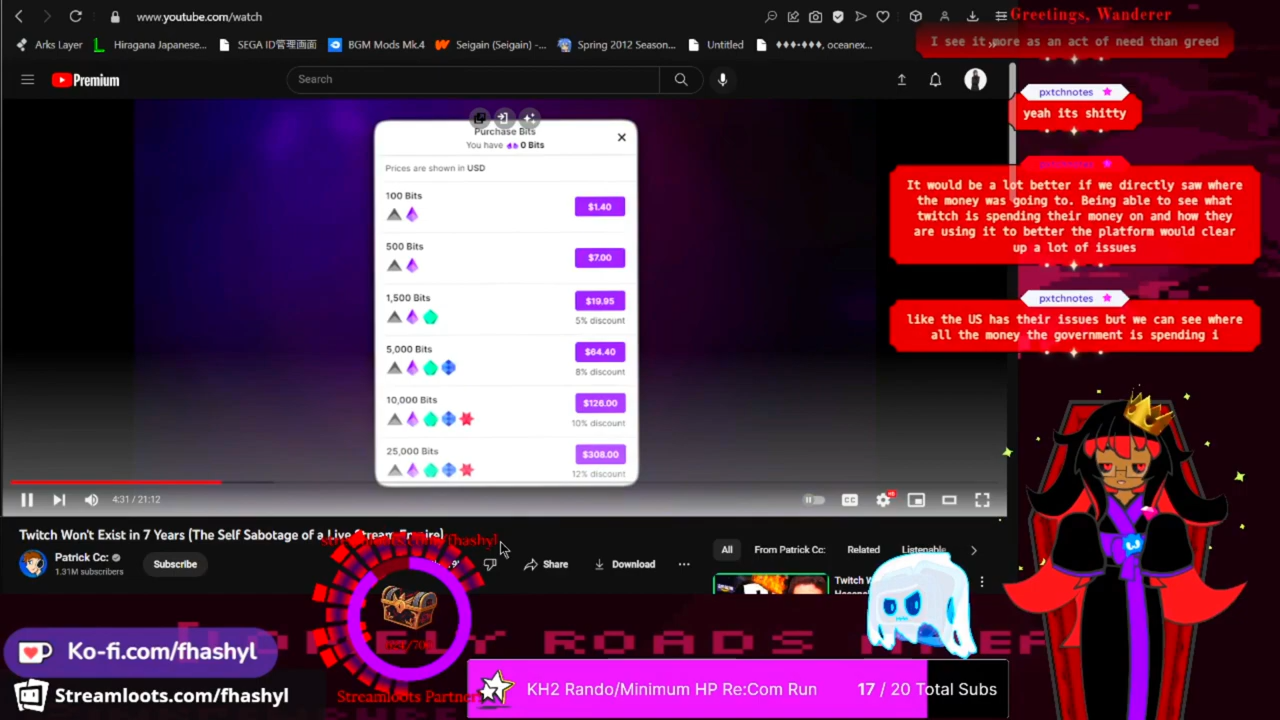 www.youtube.com/watch
Arks Layer
Hiragana Japanese...
SEGA ID管理画面
BGM Mods Mk.4
Seigain (Seigain) -...
Spring 2012 Season...
Untitled
♦♦♦-♦♦, oceanex...
Premium
Search
Purchase Bits
You have 0 Bits
Prices are shown in USD
100 Bits
$1.40
500 Bits
$7.00
1,500 Bits
$19.95
5% discount
5,000 Bits
$64.40
8% discount
10,000 Bits
$126.00
10% discount
25,000 Bits
$308.00
12% discount
4:31 / 21:12
CC
Twitch Won't Exist in 7 Years (The Self Sabotage of a Live Stream Empire)
Patrick Cc:
1.31M subscribers
Subscribe
Share
Download
All
From Patrick Cc:
Related
Listenable
Twitch W
Greetings, Wanderer
I see it more as an act of need than greed
pxtchnotes
yeah its shitty
It would be a lot better if we directly saw where
the money was going to. Being able to see what
twitch is spending their money on and how they
are using it to better the platform would clear
up a lot of issues
pxtchnotes
like the US has their issues but we can see where
all the money the government is spending i
Ko-fi.com/fhashyl
Streamloots.com/fhashyl
Streamloots Partner
LONELY ROADS
KH2 Rando/Minimum HP Re:Com Run
17 / 20 Total Subs